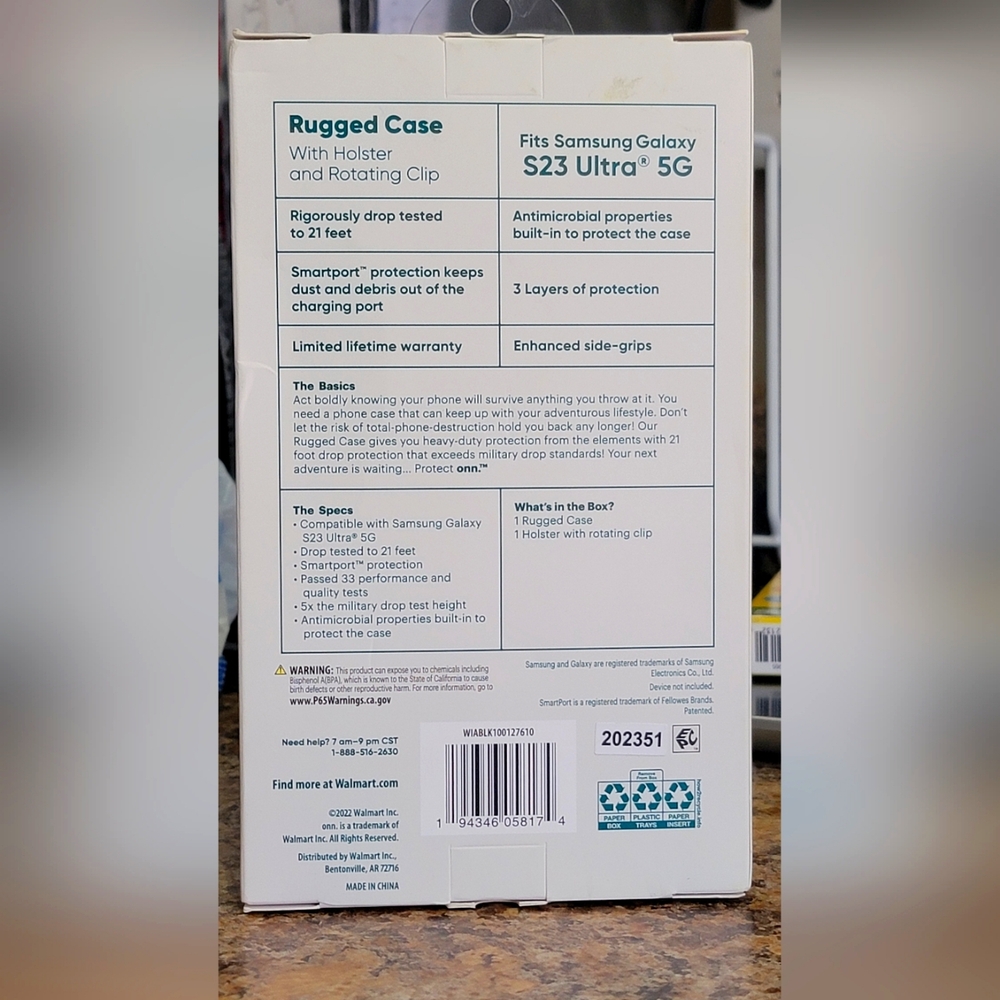 Rugged Case
With Holster
and Rotating Clip
Fits Samsung Galaxy
S23 Ultra® 5G
Rigorously drop tested
to 21 feet
Antimicrobial properties
built-in to protect the case
Smartport™ protection keeps
dust and debris out of the
charging port
3 Layers of protection
Limited lifetime warranty
Enhanced side-grips
The Basics
Act boldly knowing your phone will survive anything you throw at it. You
need a phone case that can keep up with your adventurous lifestyle. Don't
let the risk of total-phone-destruction hold you back any longer! Our
Rugged Case gives you heavy-duty protection from the elements with 21
foot drop protection that exceeds military drop standards! Your next
adventure is waiting... Protect onn.™
The Specs
• Compatible with Samsung Galaxy
S23 Ultra® 5G
• Drop tested to 21 feet
• Smartport™ protection
• Passed 33 performance and
quality tests
• 5x the military drop test height
• Antimicrobial properties built-in to
protect the case
What's in the Box?
1 Rugged Case
1 Holster with rotating clip
WARNING: This product can expose you to chemicals including
Bisphenol A(BPA), which is known to the State of California to cause
birth defects or other reproductive harm. For more information, go to
www.P65Warnings.ca.gov
Samsung and Galaxy are registered trademarks of Samsung
Electronics Co., Ltd.
Device not included.
SmartPort is a registered trademark of Fellowes Brands.
Patented.
Need help? 7 am–9 pm CST
1-888-516-2630
Find more at Walmart.com
©2022 Walmart Inc.
onn. is a trademark of
Walmart Inc. All Rights Reserved.
Distributed by Walmart Inc.,
Bentonville, AR 72716
MADE IN CHINA
WIABLK100127610
1 94346 05817 4
202351
Remove
From Box
PAPER PLASTIC PAPER
BOX TRAYS INSERT
how2recycle.info